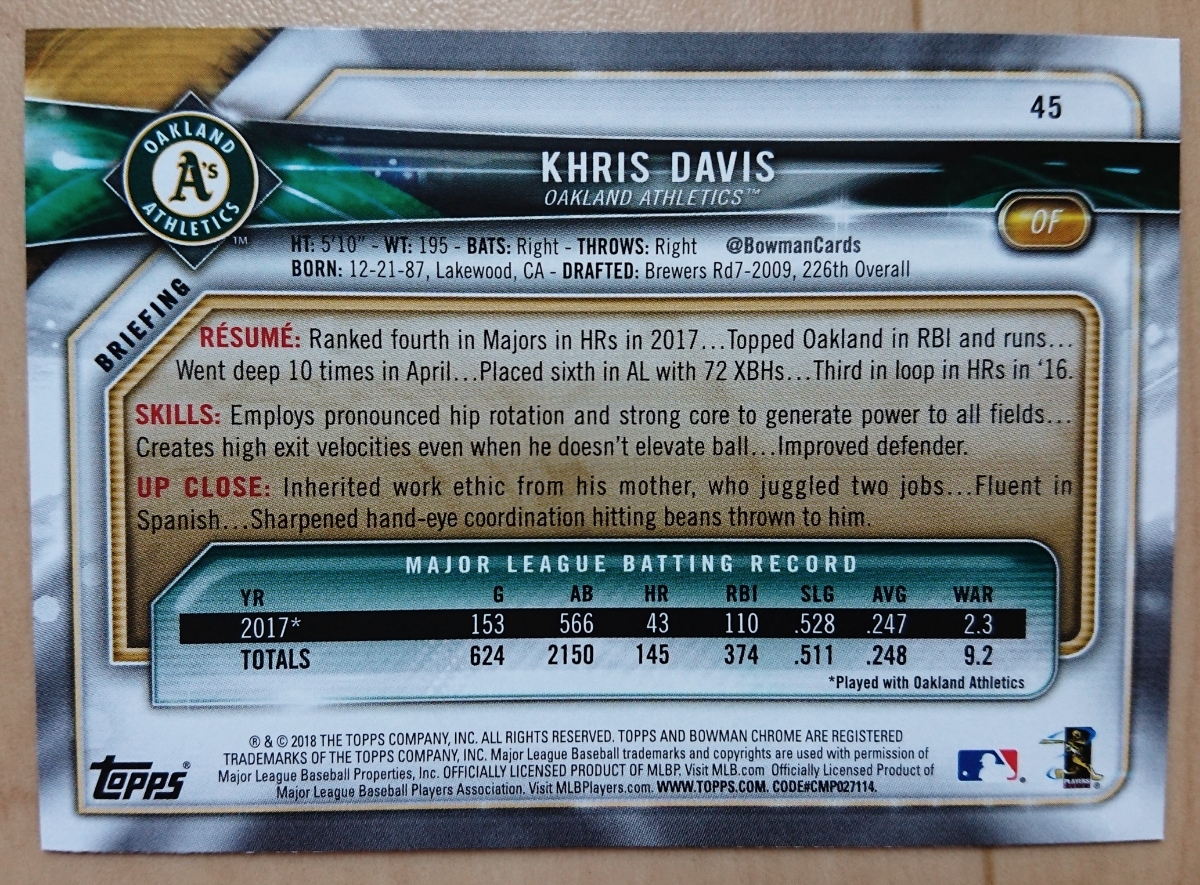 45
OAKLAND
A's
ATHLETICS
TM
KHRIS DAVIS
OAKLAND ATHLETICS™
OF
HT: 5'10" - WT: 195 - BATS: Right - THROWS: Right @BowmanCards
BORN: 12-21-87, Lakewood, CA - DRAFTED: Brewers Rd7-2009, 226th Overall
BRIEFING
RÉSUMÉ: Ranked fourth in Majors in HRs in 2017...Topped Oakland in RBI and runs...
Went deep 10 times in April...Placed sixth in AL with 72 XBHs...Third in loop in HRs in '16.
SKILLS: Employs pronounced hip rotation and strong core to generate power to all fields...
Creates high exit velocities even when he doesn't elevate ball...Improved defender.
UP CLOSE: Inherited work ethic from his mother, who juggled two jobs...Fluent in
Spanish...Sharpened hand-eye coordination hitting beans thrown to him.
MAJOR LEAGUE BATTING RECORD
YR G AB HR RBI SLG AVG WAR
2017* 153 566 43 110 .528 .247 2.3
TOTALS 624 2150 145 374 .511 .248 9.2
*Played with Oakland Athletics
® & © 2018 THE TOPPS COMPANY, INC. ALL RIGHTS RESERVED. TOPPS AND BOWMAN CHROME ARE REGISTERED
TRADEMARKS OF THE TOPPS COMPANY, INC. Major League Baseball trademarks and copyrights are used with permission of
Major League Baseball Properties, Inc. OFFICIALLY LICENSED PRODUCT OF MLBP. Visit MLB.com Officially Licensed Product of
Major League Baseball Players Association. Visit MLBPlayers.com. WWW.TOPPS.COM. CODE#CMP027114.
topps®
PLAYERS